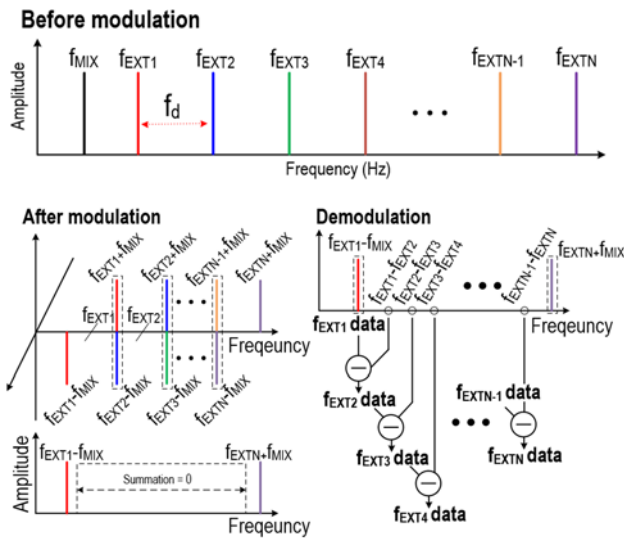 Before modulation
fMIX fEXT1 fEXT2 fEXT3 fEXT4 fEXTN-1 fEXTN
Amplitude
fd
• • •
Frequency (Hz)
After modulation
fEXT1+fMIX fEXT2+fMIX fEXTN-1+fMIX fEXTN+fMIX
• • •
fEXT1 fEXT2
Freqeuncy
• • •
fEXT1-fMIX fEXT2-fMIX fEXT3-fMIX fEXTN-fMIX
fEXT1-fMIX fEXTN+fMIX
Amplitude
Summation = 0
Freqeuncy
Demodulation
fEXT1-fMIX fEXT1-fEXT2 fEXT2-fEXT3 fEXT3-fEXT4 fEXTN-1-fEXTN fEXTN+fMIX
• • •
Freqeuncy
fEXT1 data
fEXT2 data
fEXTN-1 data
• • •
fEXT3 data
fEXTN data
fEXT4 data